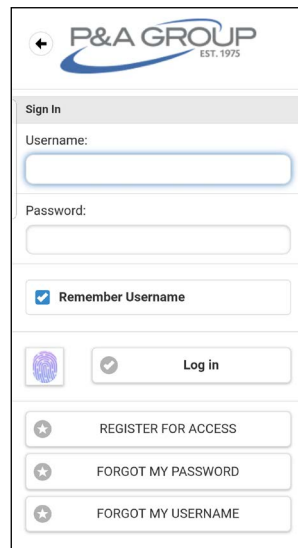 P&A GROUP
EST. 1975
Sign In
Username:
Password:
Remember Username
Log in
REGISTER FOR ACCESS
FORGOT MY PASSWORD
FORGOT MY USERNAME